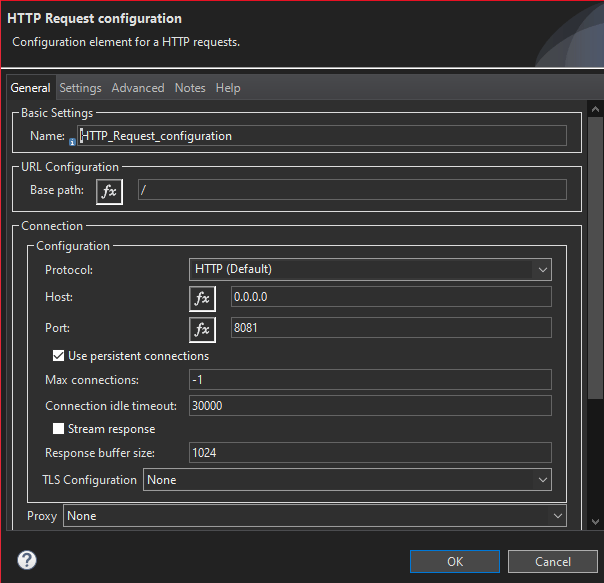 HTTP Request configuration
Configuration element for a HTTP requests.
General Settings Advanced Notes Help
Basic Settings
Name: HTTP_Request_configuration
URL Configuration
Base path: fx /
Connection
Configuration
Protocol: HTTP (Default)
Host: fx 0.0.0.0
Port: fx 8081
Use persistent connections
Max connections: -1
Connection idle timeout: 30000
Stream response
Response buffer size: 1024
TLS Configuration None
Proxy None
? OK Cancel